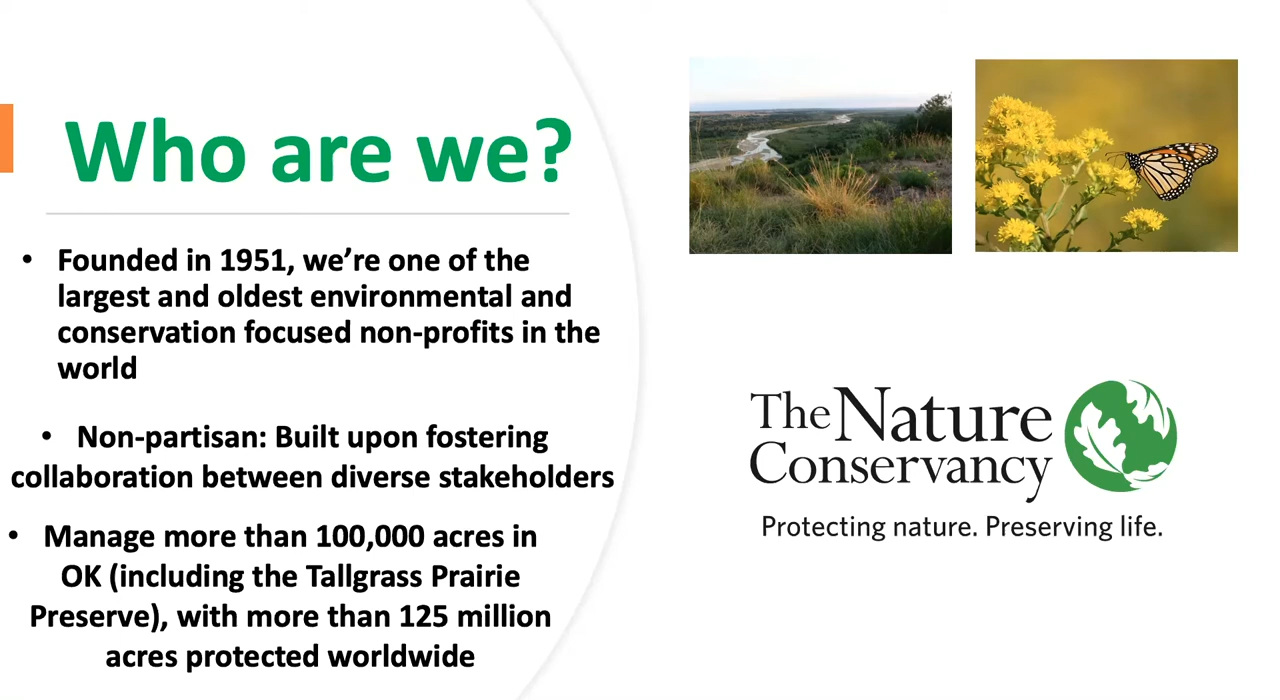 Who are we?
• Founded in 1951, we’re one of the
largest and oldest environmental and
conservation focused non-profits in the
world
• Non-partisan: Built upon fostering
collaboration between diverse stakeholders
• Manage more than 100,000 acres in
OK (including the Tallgrass Prairie
Preserve), with more than 125 million
acres protected worldwide
The Nature
Conservancy
Protecting nature. Preserving life.